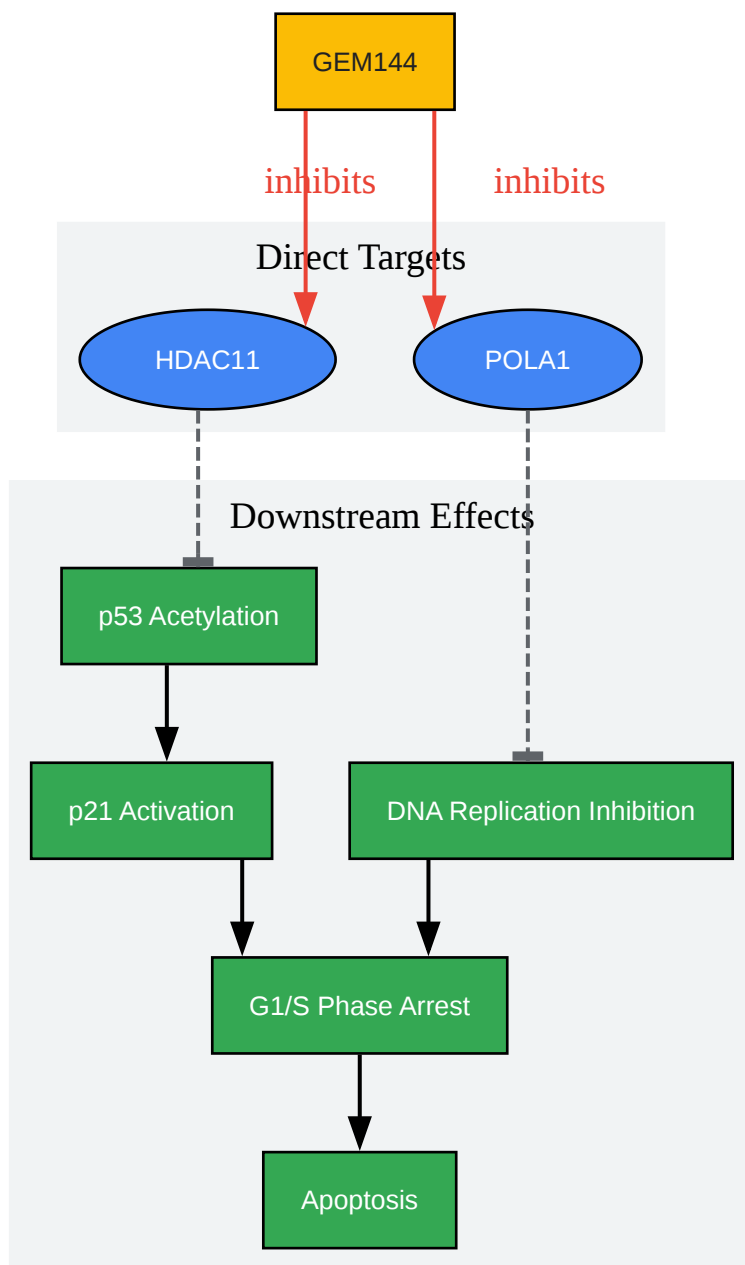 GEM144
inhibits
inhibits
Direct Targets
HDAC11
POLA1
Downstream Effects
p53 Acetylation
p21 Activation
DNA Replication Inhibition
G1/S Phase Arrest
Apoptosis